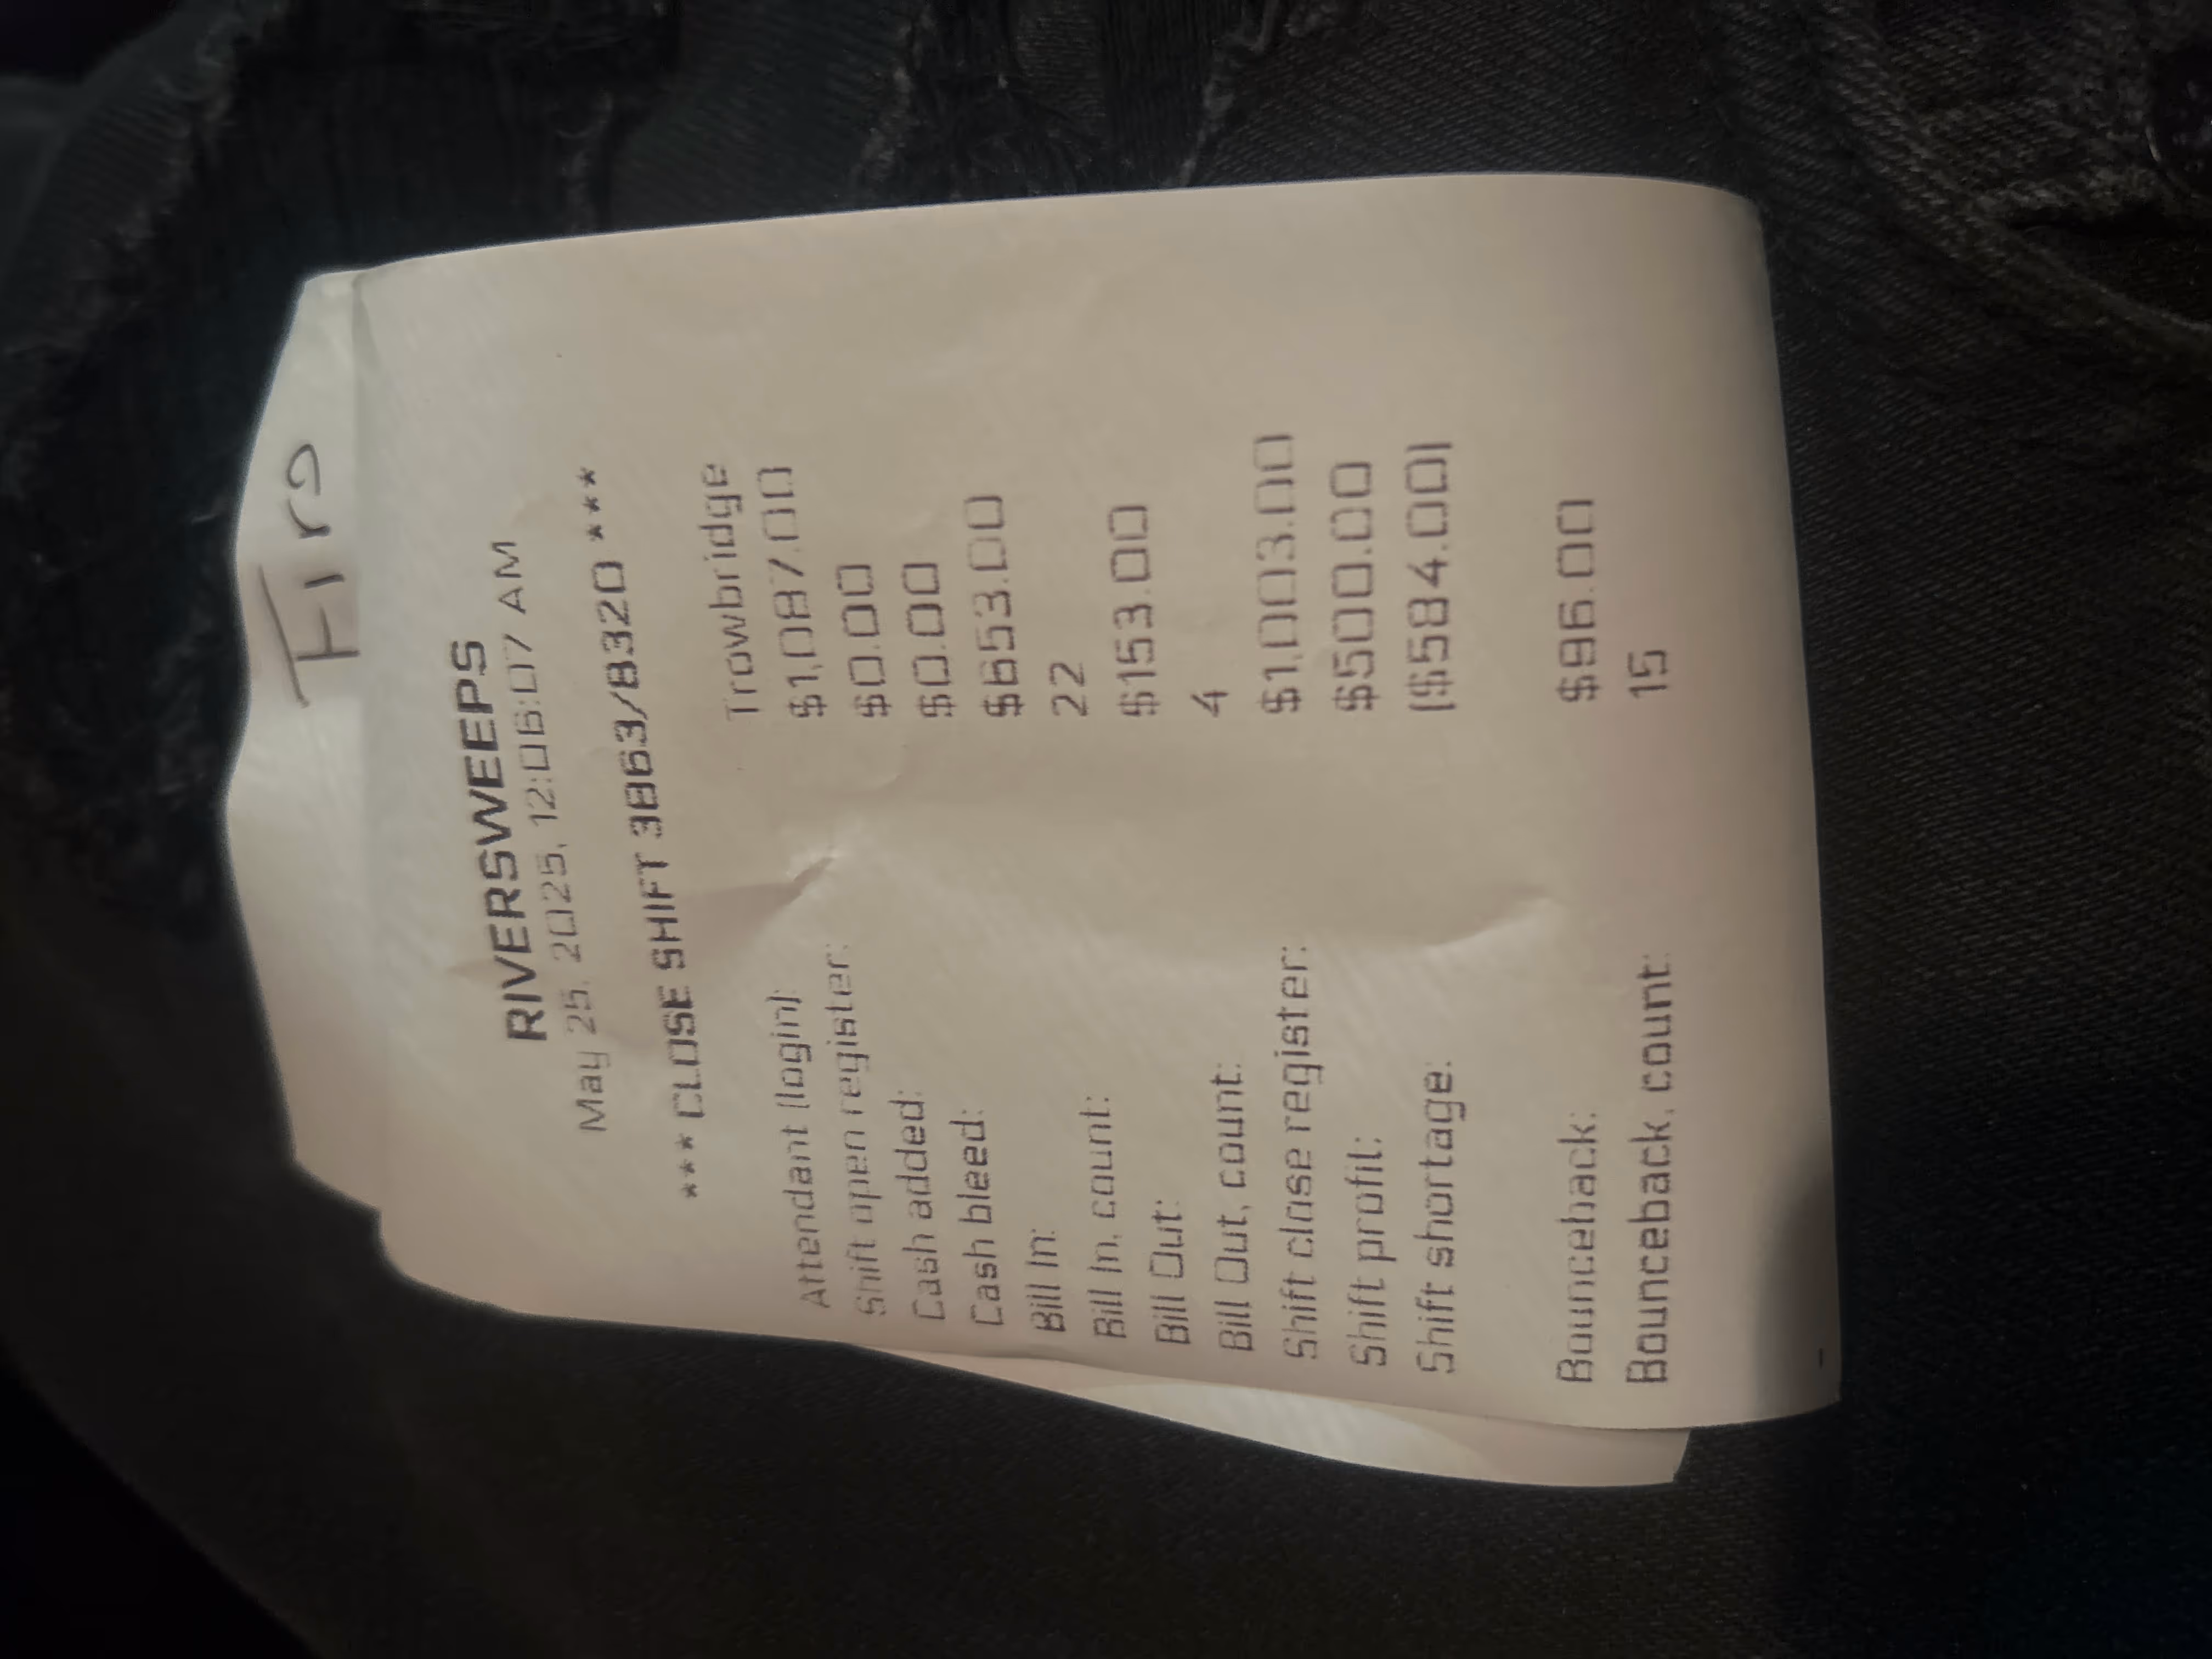 RIVERSWEEPS
May 25, 2025, 12:06:07 AM
*** CLOSE SHIFT 3863/8320 ***
Attendant (login): Trowbridge
Shift open register: $1,087.00
Cash added: $0.00
Cash bleed: $0.00
Bill In: $653.00
Bill In, count: 22
Bill Out: $153.00
Bill Out, count: 4
Shift close register: $1,003.00
Shift profit: $500.00
Shift shortage: ($584.00)
Bounceback: $96.00
Bounceback, count: 15